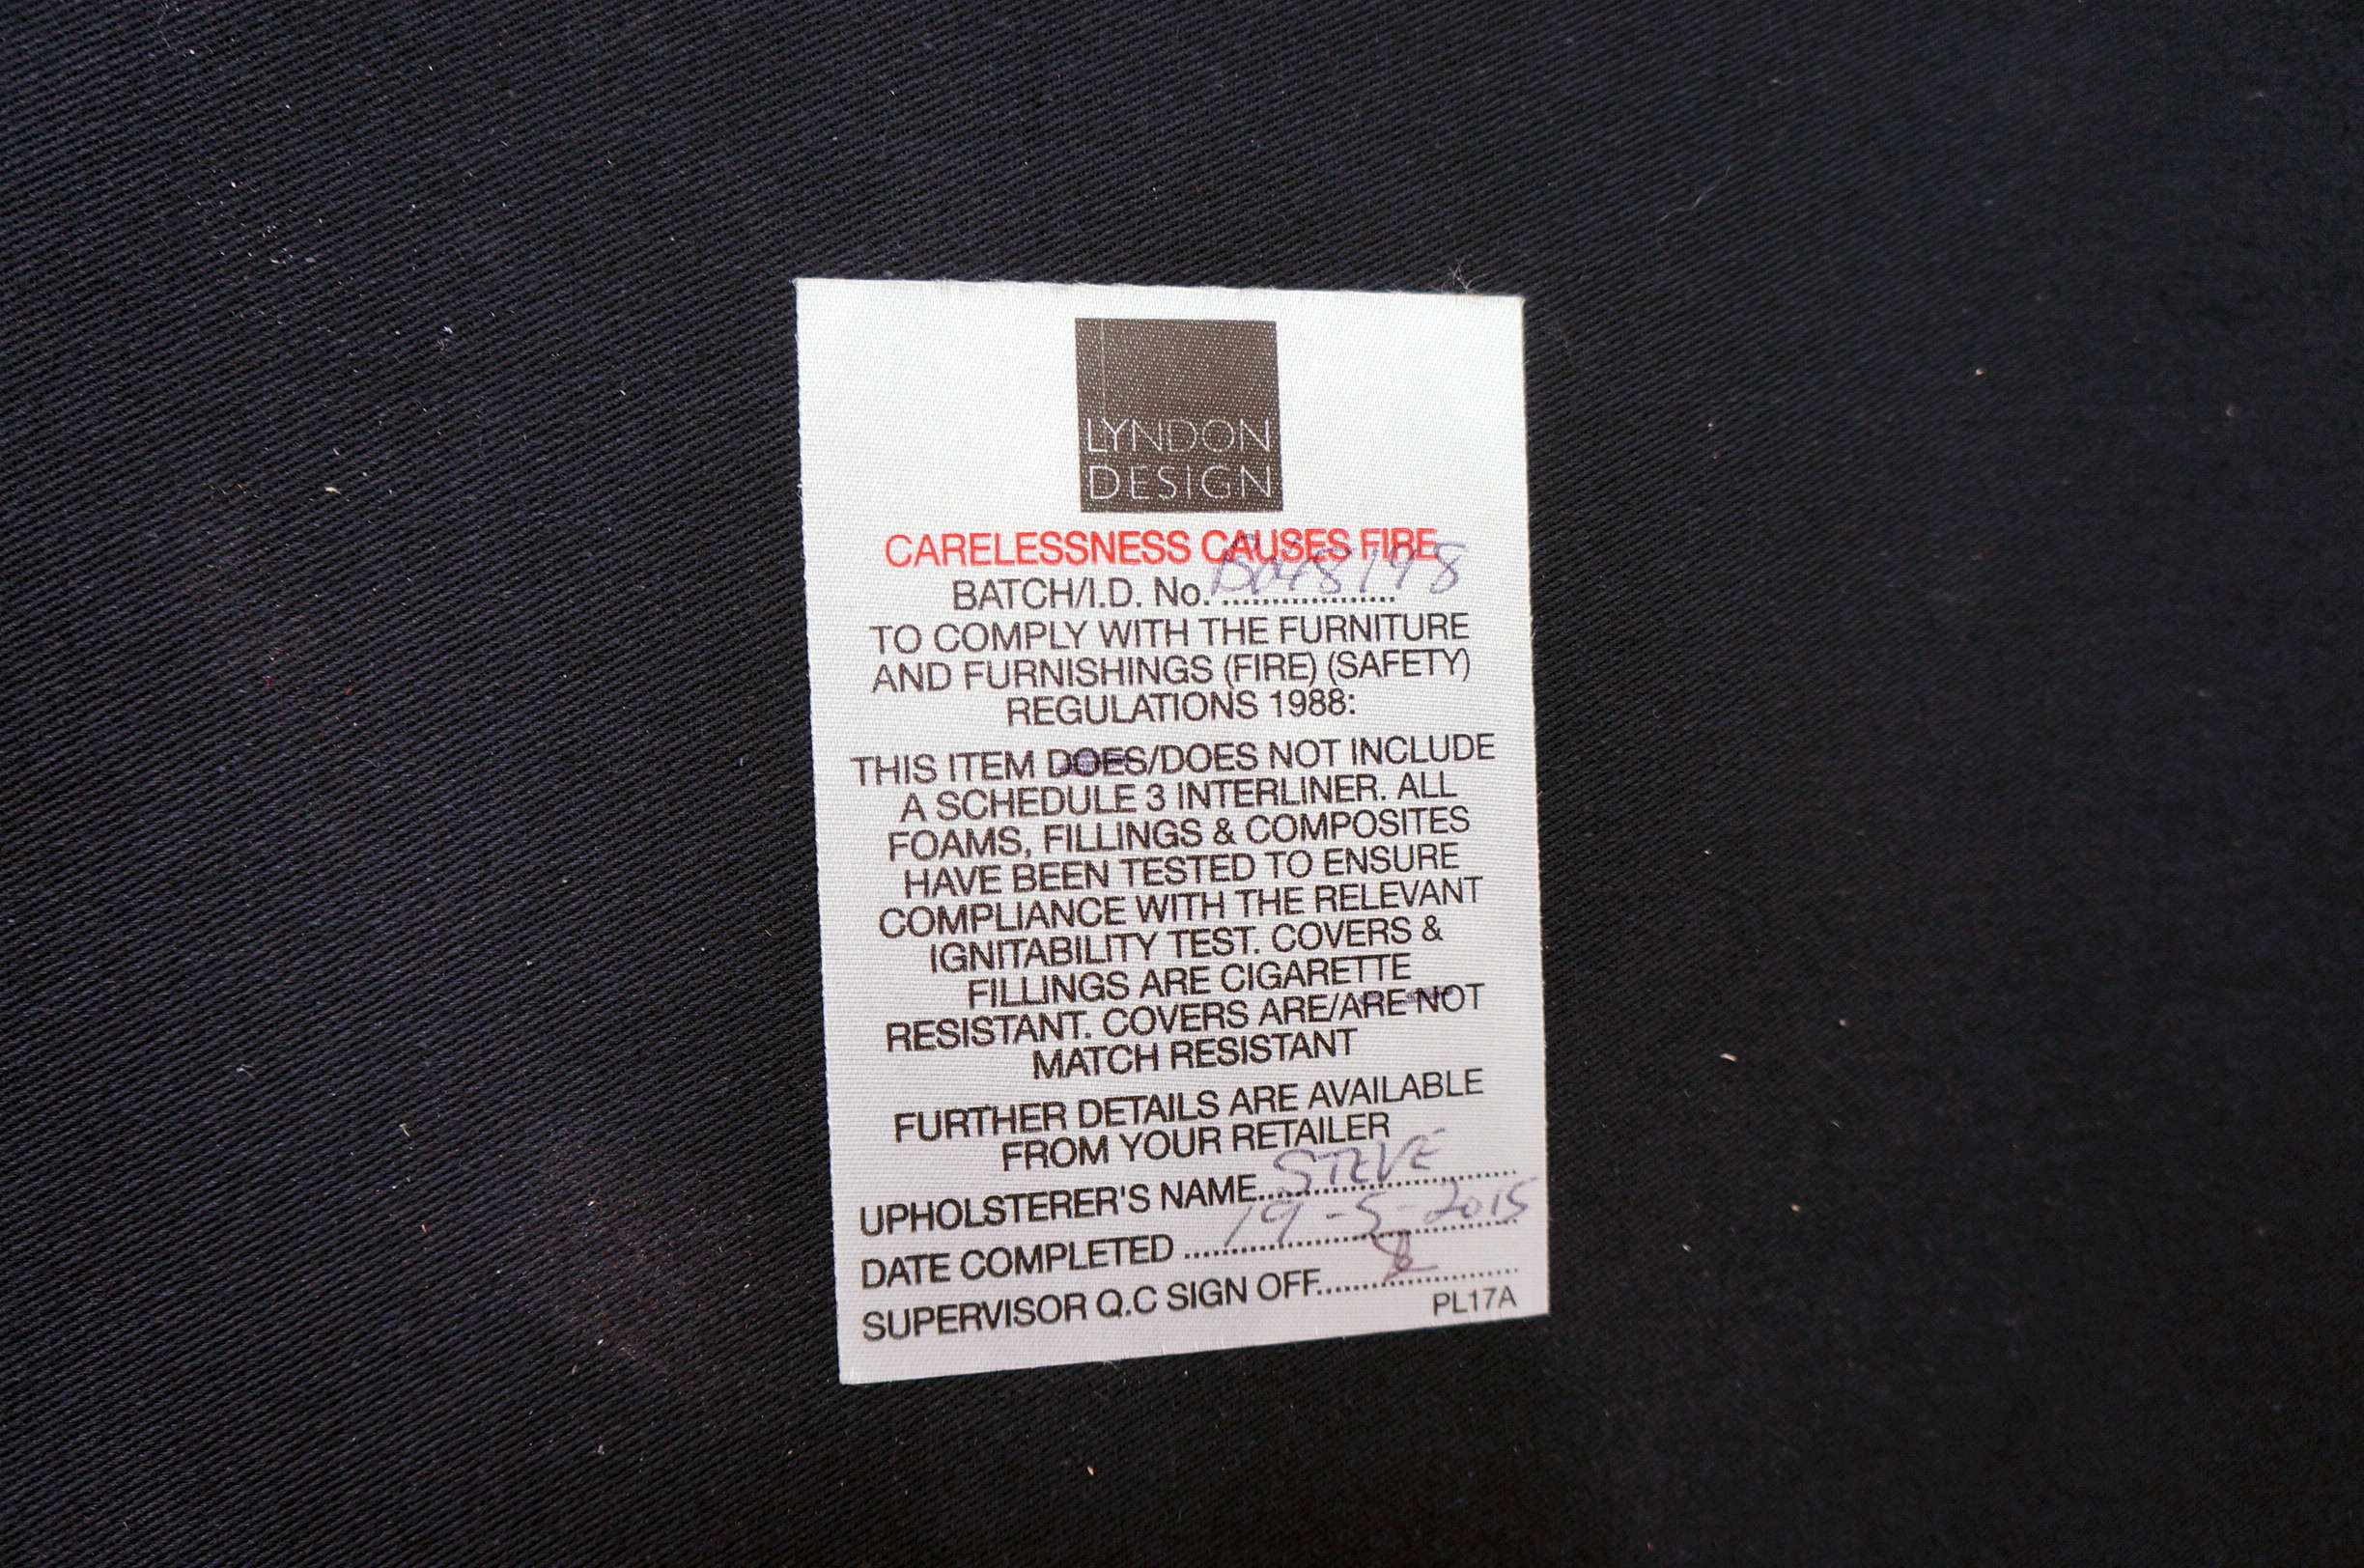 LYNDON
DESIGN
CARELESSNESS CAUSES FIRE
BATCH/I.D. No. ..................
TO COMPLY WITH THE FURNITURE
AND FURNISHINGS (FIRE) (SAFETY)
REGULATIONS 1988:
THIS ITEM DOES/DOES NOT INCLUDE
A SCHEDULE 3 INTERLINER. ALL
FOAMS, FILLINGS & COMPOSITES
HAVE BEEN TESTED TO ENSURE
COMPLIANCE WITH THE RELEVANT
IGNITABILITY TEST. COVERS &
FILLINGS ARE CIGARETTE
RESISTANT. COVERS ARE/ARE NOT
MATCH RESISTANT
FURTHER DETAILS ARE AVAILABLE
FROM YOUR RETAILER
UPHOLSTERER'S NAME STEVE
DATE COMPLETED 19-5-2015
SUPERVISOR Q.C SIGN OFF
PL17A